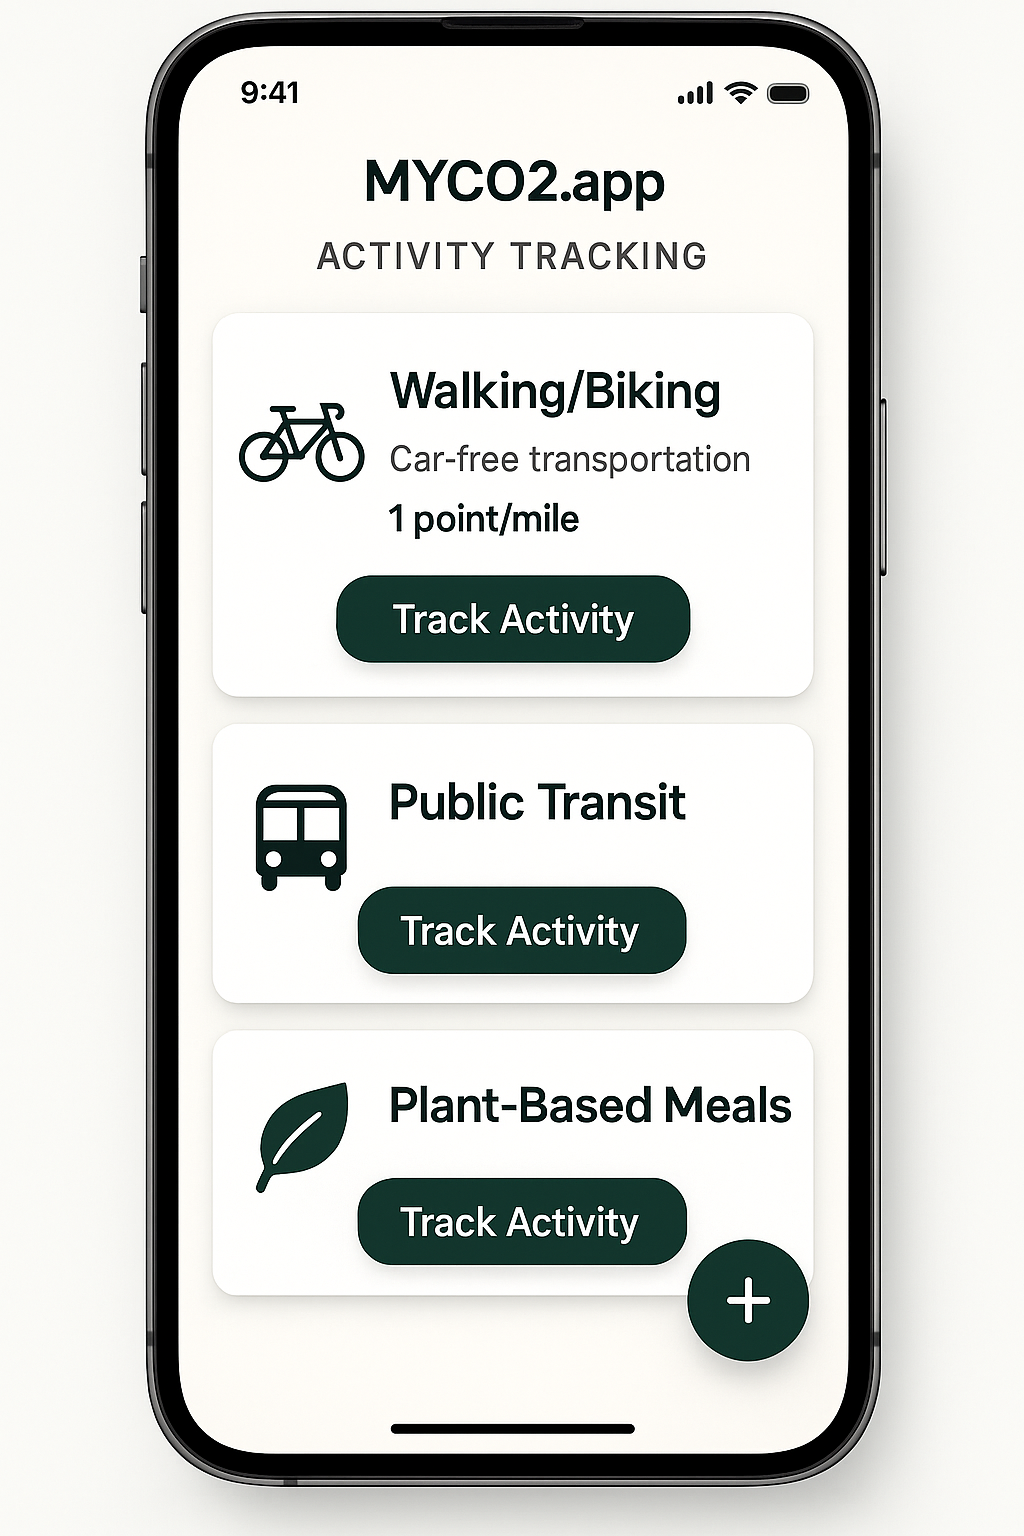 9:41
MYCO2.app
ACTIVITY TRACKING
Walking/Biking
Car-free transportation
1 point/mile
Track Activity
Public Transit
Track Activity
Plant-Based Meals
Track Activity
+